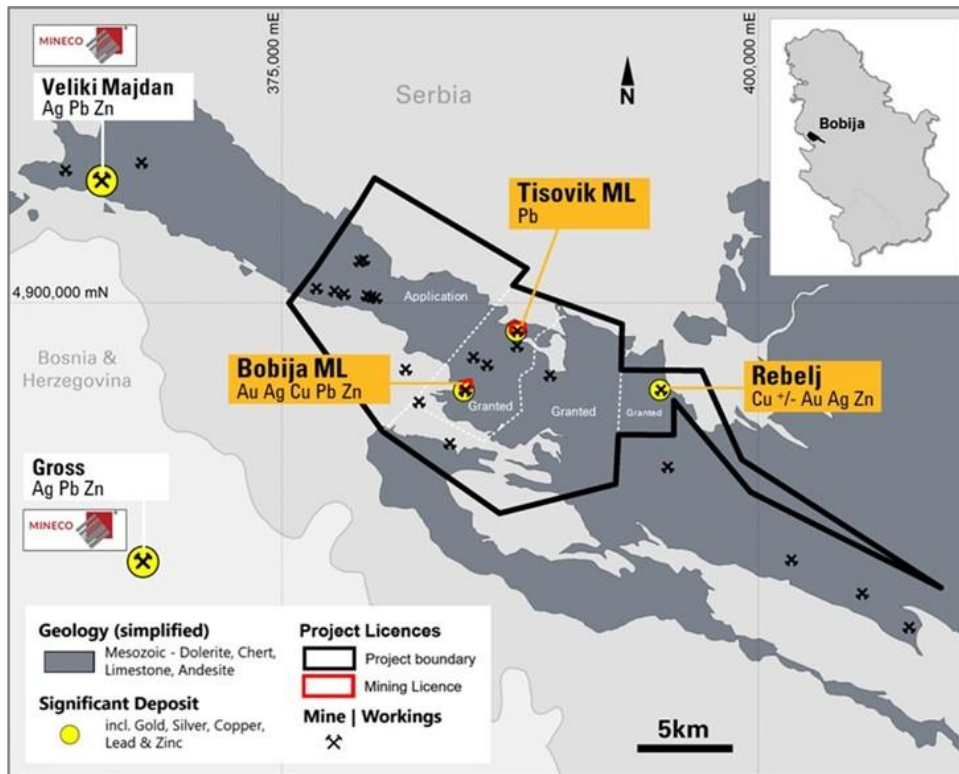 MINECO
Veliki Majdan
Ag Pb Zn
375,000 mE
Serbia
N
400,000 mE
Bobija
Tisovik ML
Pb
4,900,000 mN
Application
Bosnia &
Herzegovina
Bobija ML
Au Ag Cu Pb Zn
Granted
Granted
Granted
Rebelj
Cu +/- Au Ag Zn
Gross
Ag Pb Zn
MINECO
Geology (simplified)
Mesozoic - Dolerite, Chert,
Limestone, Andesite
Significant Deposit
incl. Gold, Silver, Copper,
Lead & Zinc
Project Licences
Project boundary
Mining Licence
Mine | Workings
5km